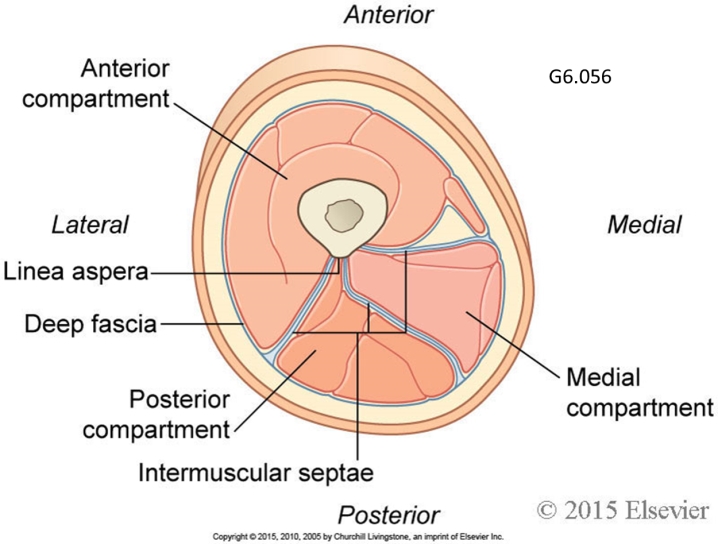 Anterior
G6.056
Anterior
compartment
Lateral
Medial
Linea aspera
Deep fascia
Posterior
compartment
Medial
compartment
Intermuscular septae
Posterior
© 2015 Elsevier
Copyright © 2015, 2010, 2005 by Churchill Livingstone, an imprint of Elsevier Inc.